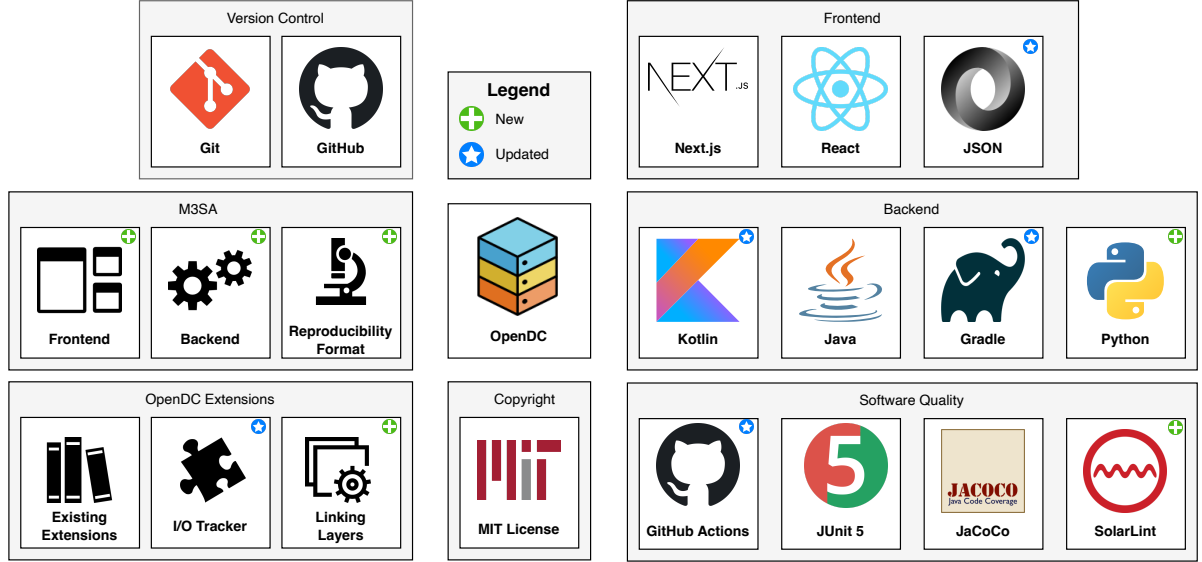 Version Control
Git
GitHub
Legend
New
Updated
Frontend
NEXT.JS
Next.js
React
JSON
M3SA
Frontend
Backend
Reproducibility
Format
OpenDC
Backend
Kotlin
Java
Gradle
Python
OpenDC Extensions
Existing
Extensions
I/O Tracker
Linking
Layers
Copyright
MIT
MIT License
Software Quality
GitHub Actions
5
JUnit 5
JACOCO
Java Code Coverage
JaCoCo
SolarLint